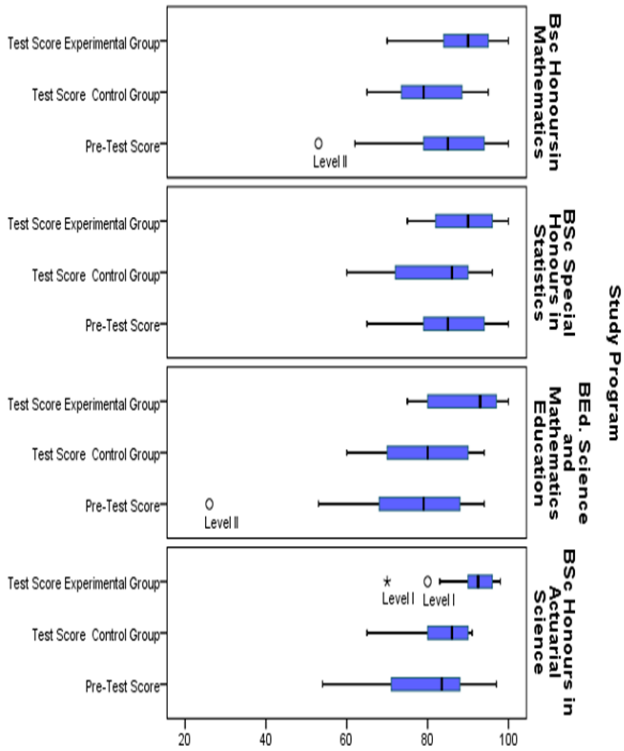 Test Score Experimental Group
Test Score Control Group
Pre-Test Score
Level II
Bsc Honoursin
Mathematics
Test Score Experimental Group
Test Score Control Group
Pre-Test Score
BSc Special
Honours in
Statistics
Test Score Experimental Group
Test Score Control Group
Pre-Test Score
Level II
BEd. Science
and
Mathematics
Education
Test Score Experimental Group
Level I Level I
Test Score Control Group
Pre-Test Score
BSc Honours in
Actuarial
Science
Study Program
20 40 60 80 100